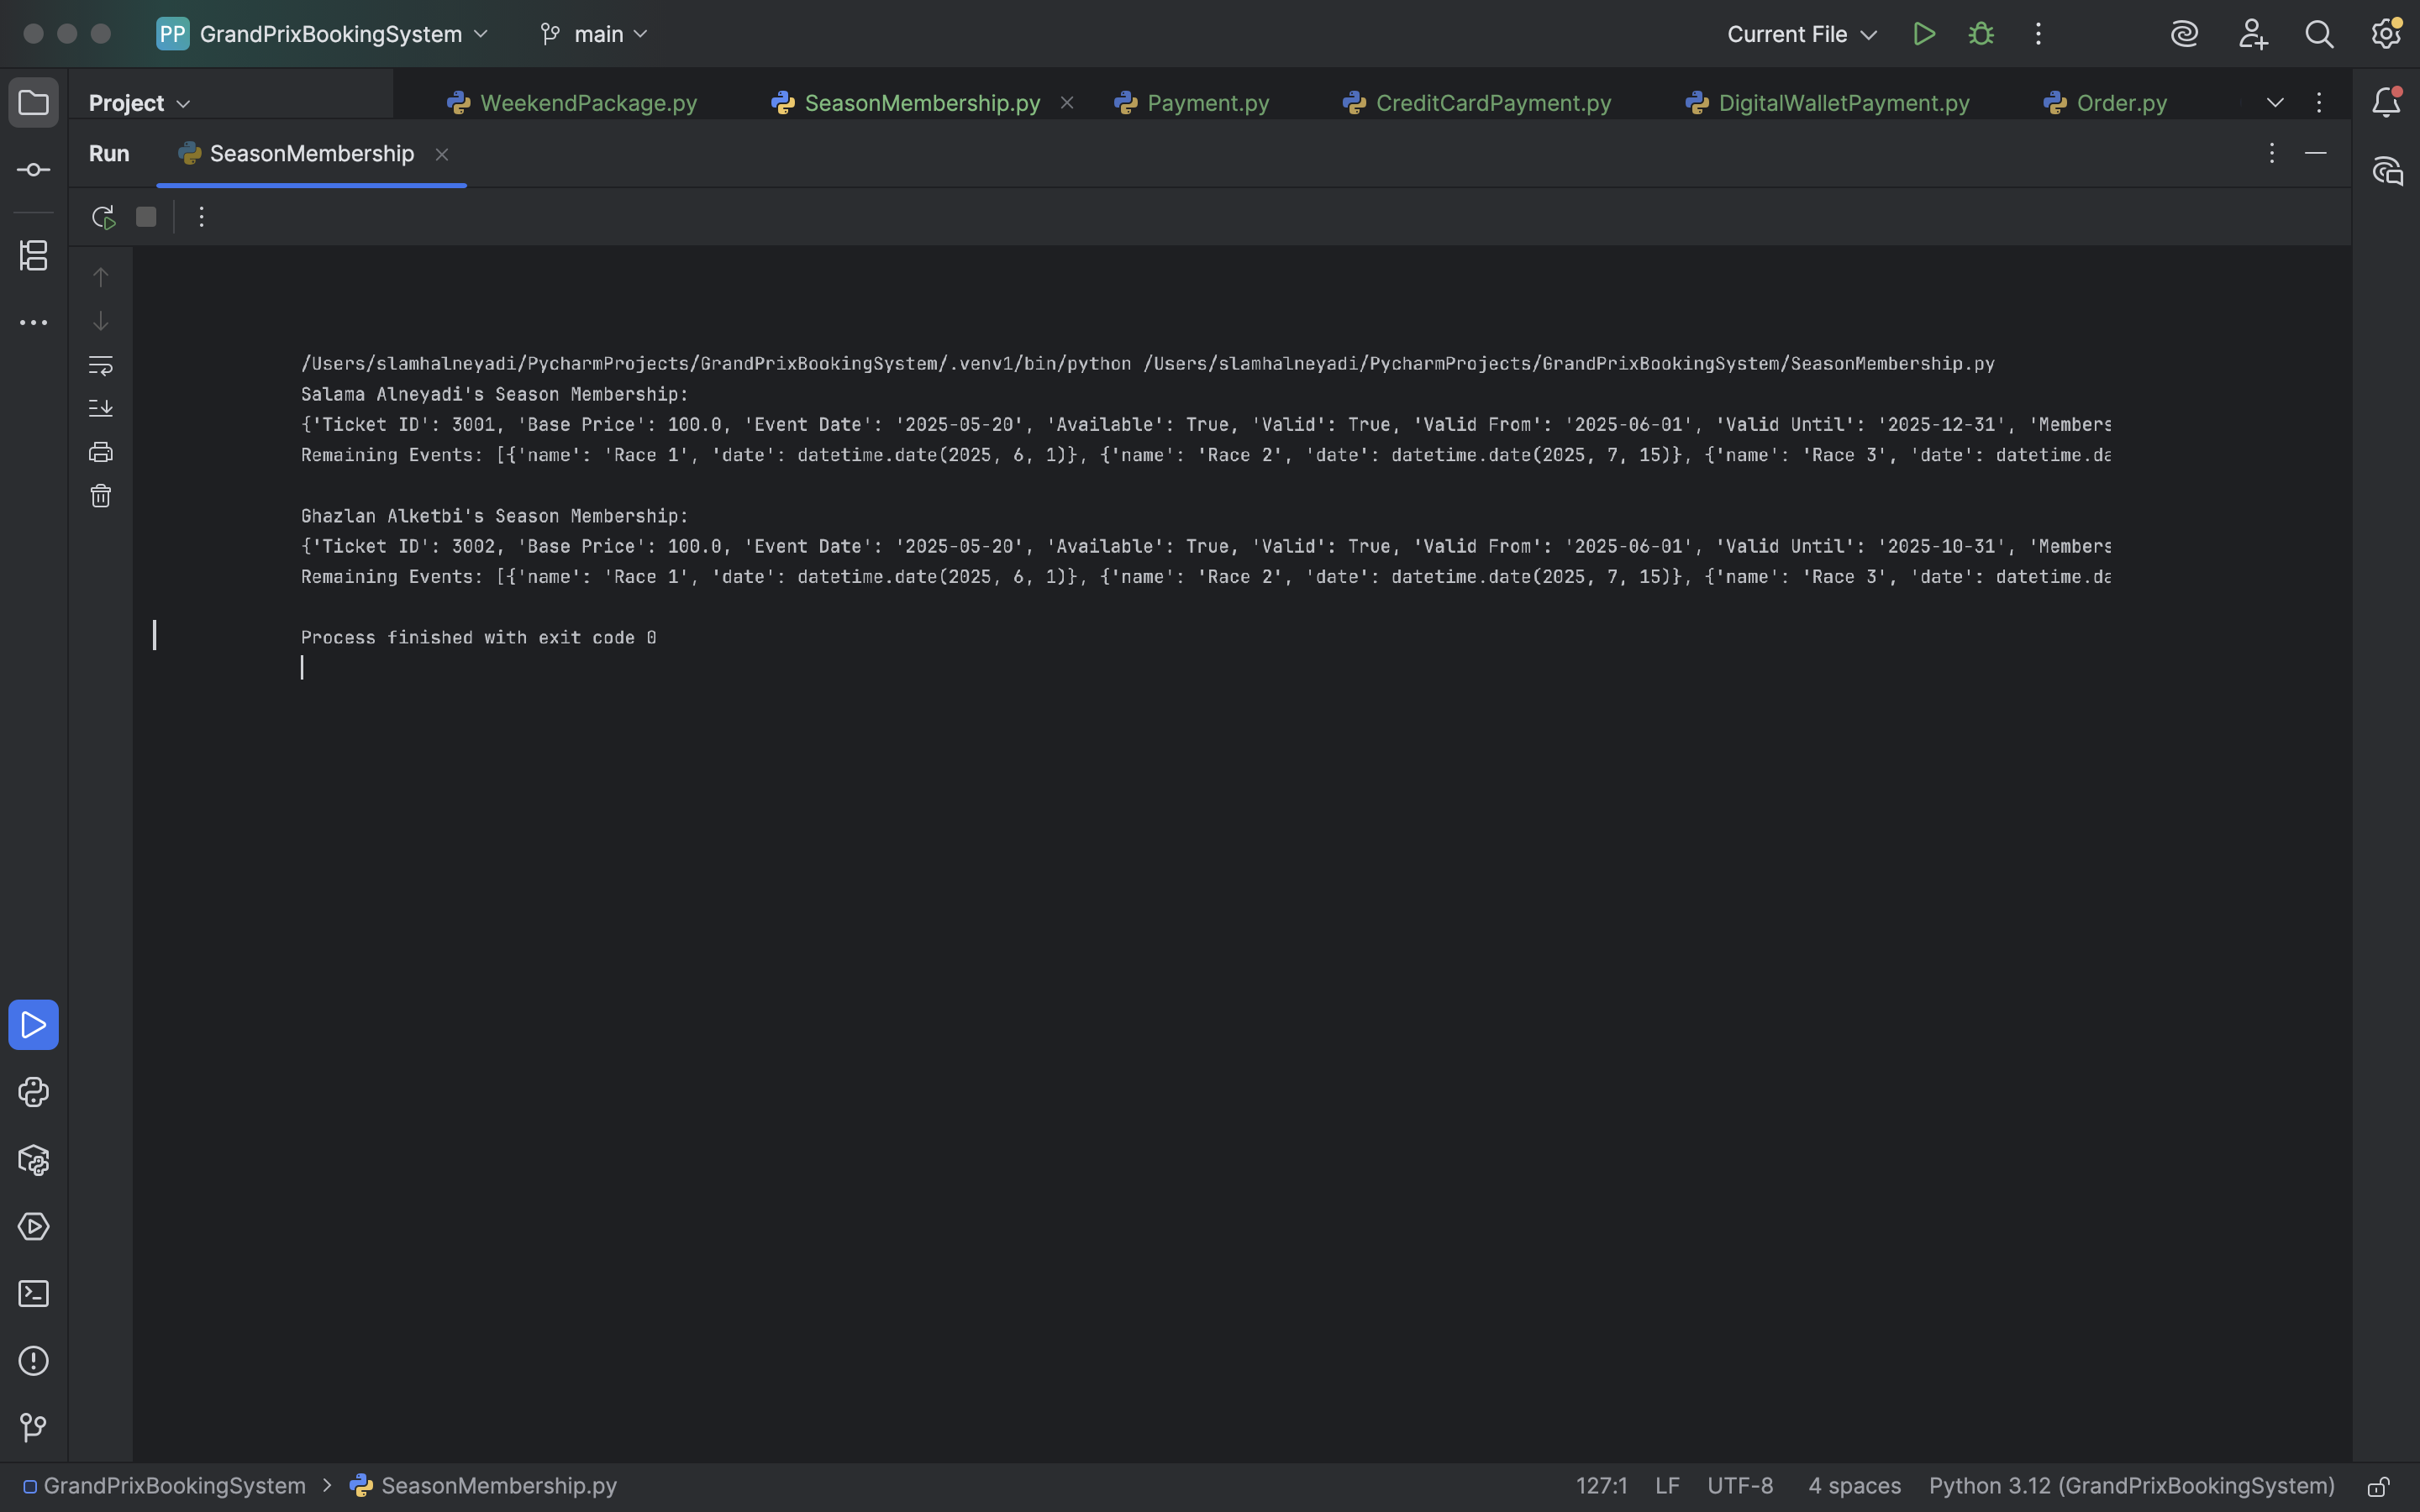 PP GrandPrixBookingSystem main Current File
Project WeekendPackage.py SeasonMembership.py Payment.py CreditCardPayment.py DigitalWalletPayment.py Order.py
Run SeasonMembership
/Users/slamhalneyadi/PycharmProjects/GrandPrixBookingSystem/.venv1/bin/python /Users/slamhalneyadi/PycharmProjects/GrandPrixBookingSystem/SeasonMembership.py
Salama Alneyadi's Season Membership:
{'Ticket ID': 3001, 'Base Price': 100.0, 'Event Date': '2025-05-20', 'Available': True, 'Valid': True, 'Valid From': '2025-06-01', 'Valid Until': '2025-12-31', 'Members
Remaining Events: [{'name': 'Race 1', 'date': datetime.date(2025, 6, 1)}, {'name': 'Race 2', 'date': datetime.date(2025, 7, 15)}, {'name': 'Race 3', 'date': datetime.da
Ghazlan Alketbi's Season Membership:
{'Ticket ID': 3002, 'Base Price': 100.0, 'Event Date': '2025-05-20', 'Available': True, 'Valid': True, 'Valid From': '2025-06-01', 'Valid Until': '2025-10-31', 'Members
Remaining Events: [{'name': 'Race 1', 'date': datetime.date(2025, 6, 1)}, {'name': 'Race 2', 'date': datetime.date(2025, 7, 15)}, {'name': 'Race 3', 'date': datetime.da
Process finished with exit code 0
GrandPrixBookingSystem > SeasonMembership.py 127:1 LF UTF-8 4 spaces Python 3.12 (GrandPrixBookingSystem)